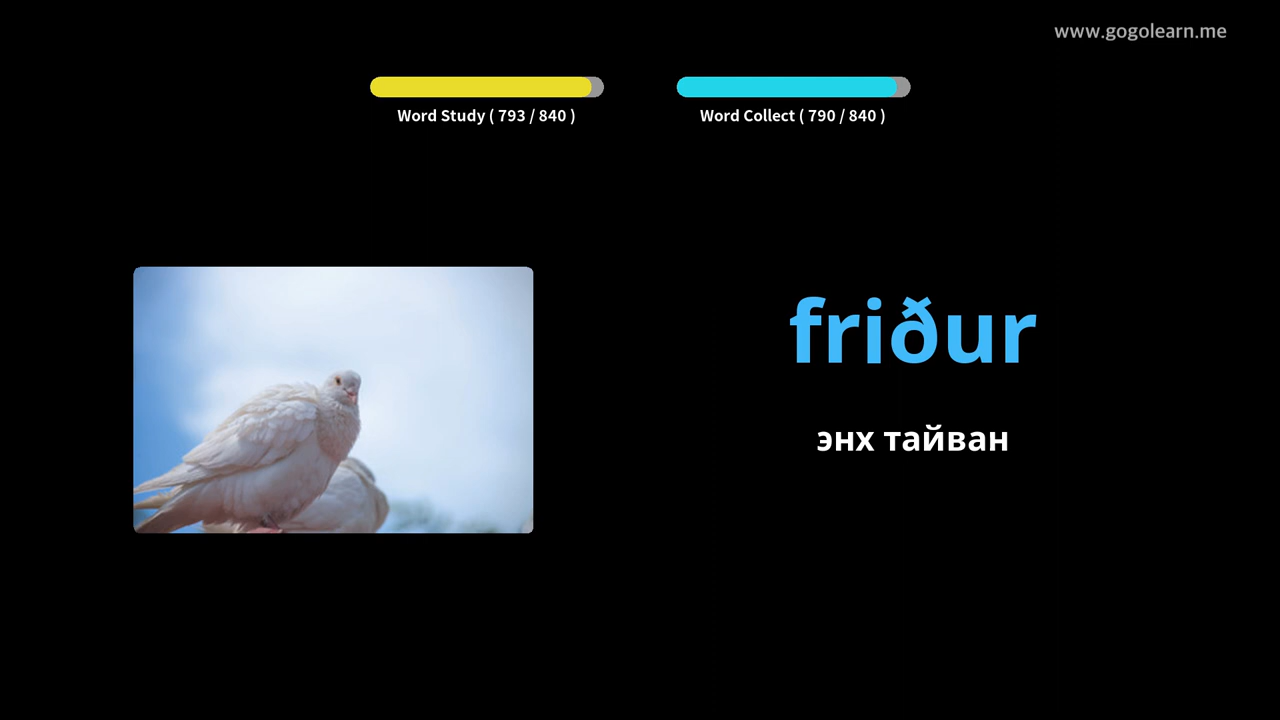 www.gogolearn.me
Word Study ( 793 / 840 )
Word Collect ( 790 / 840 )
friður
энх тайван